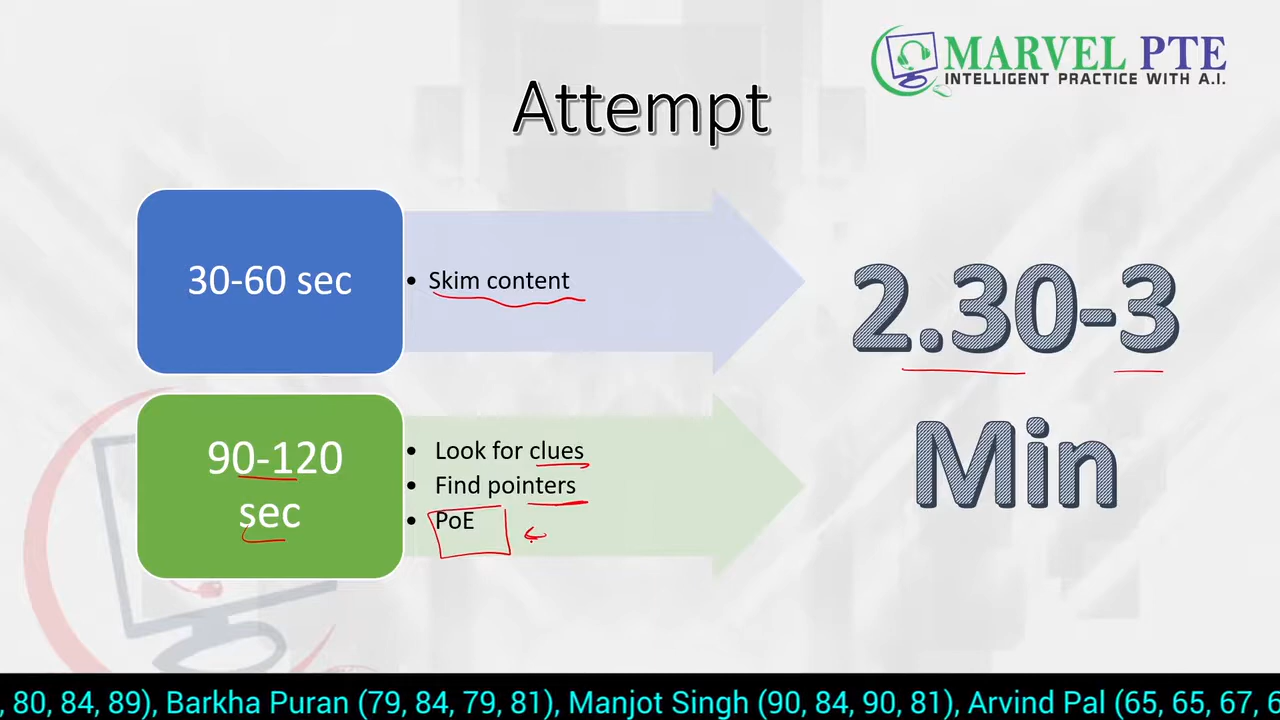 MARVEL PTE
INTELLIGENT PRACTICE WITH A.I.
Attempt
30-60 sec
• Skim content
2.30-3
Min
90-120
sec
• Look for clues
• Find pointers
• PoE
, 80, 84, 89), Barkha Puran (79, 84, 79, 81), Manjot Singh (90, 84, 90, 81), Arvind Pal (65, 65, 67, 6